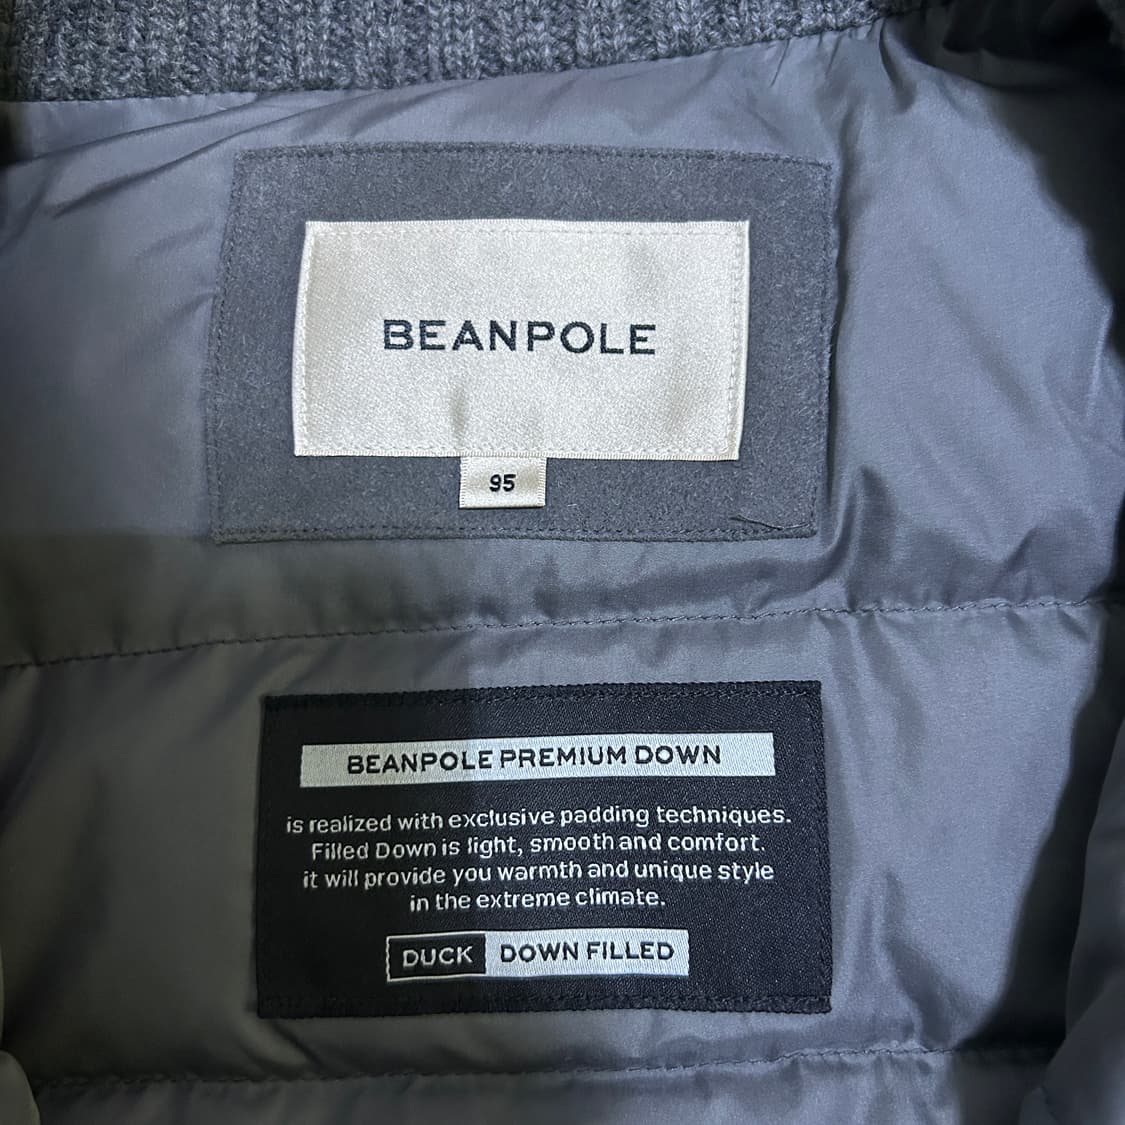 BEANPOLE
95
BEANPOLE PREMIUM DOWN
is realized with exclusive padding techniques.
Filled Down is light, smooth and comfort.
it will provide you warmth and unique style
in the extreme climate.
DUCK DOWN FILLED